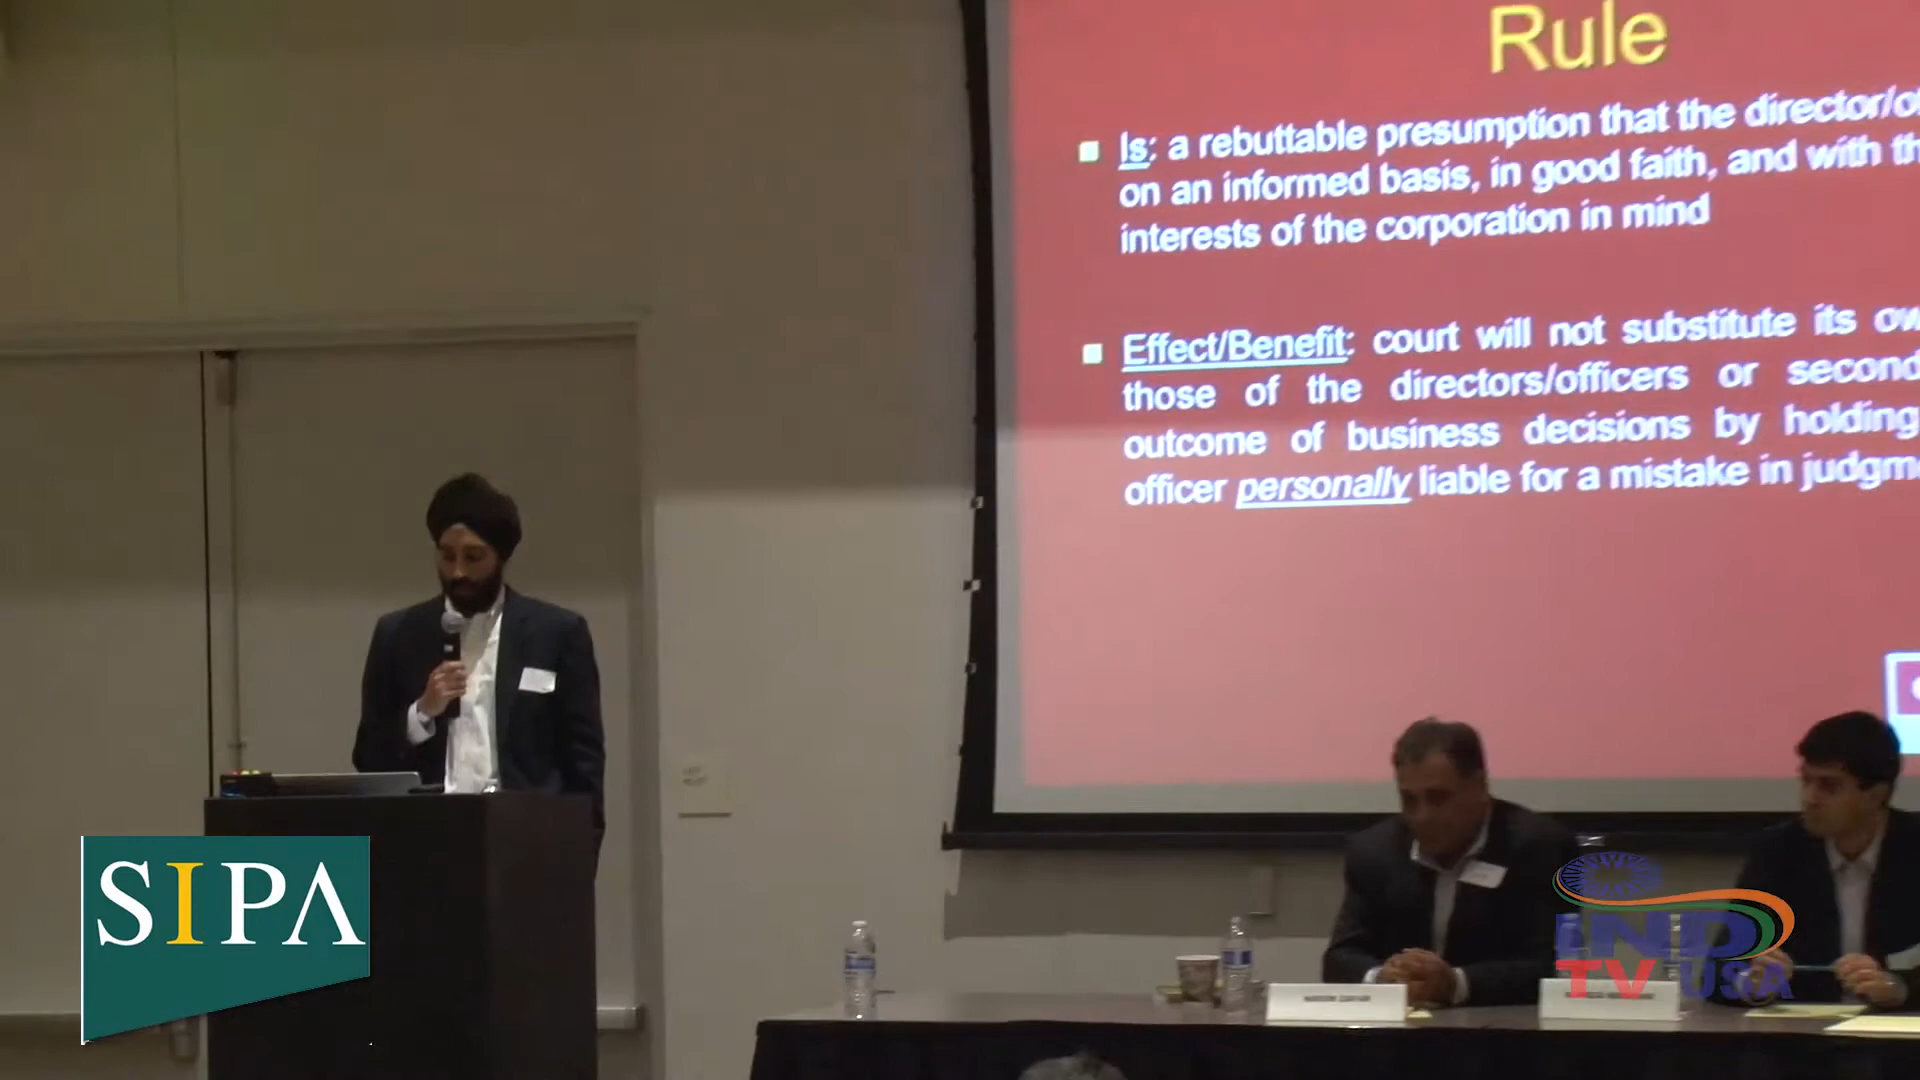 Rule
Is: a rebuttable presumption that the director/of
on an informed basis, in good faith, and with th
interests of the corporation in mind
Effect/Benefit: court will not substitute its ow
those of the directors/officers or second
outcome of business decisions by holding
officer personally liable for a mistake in judgm
SIPA
IND
TV USA